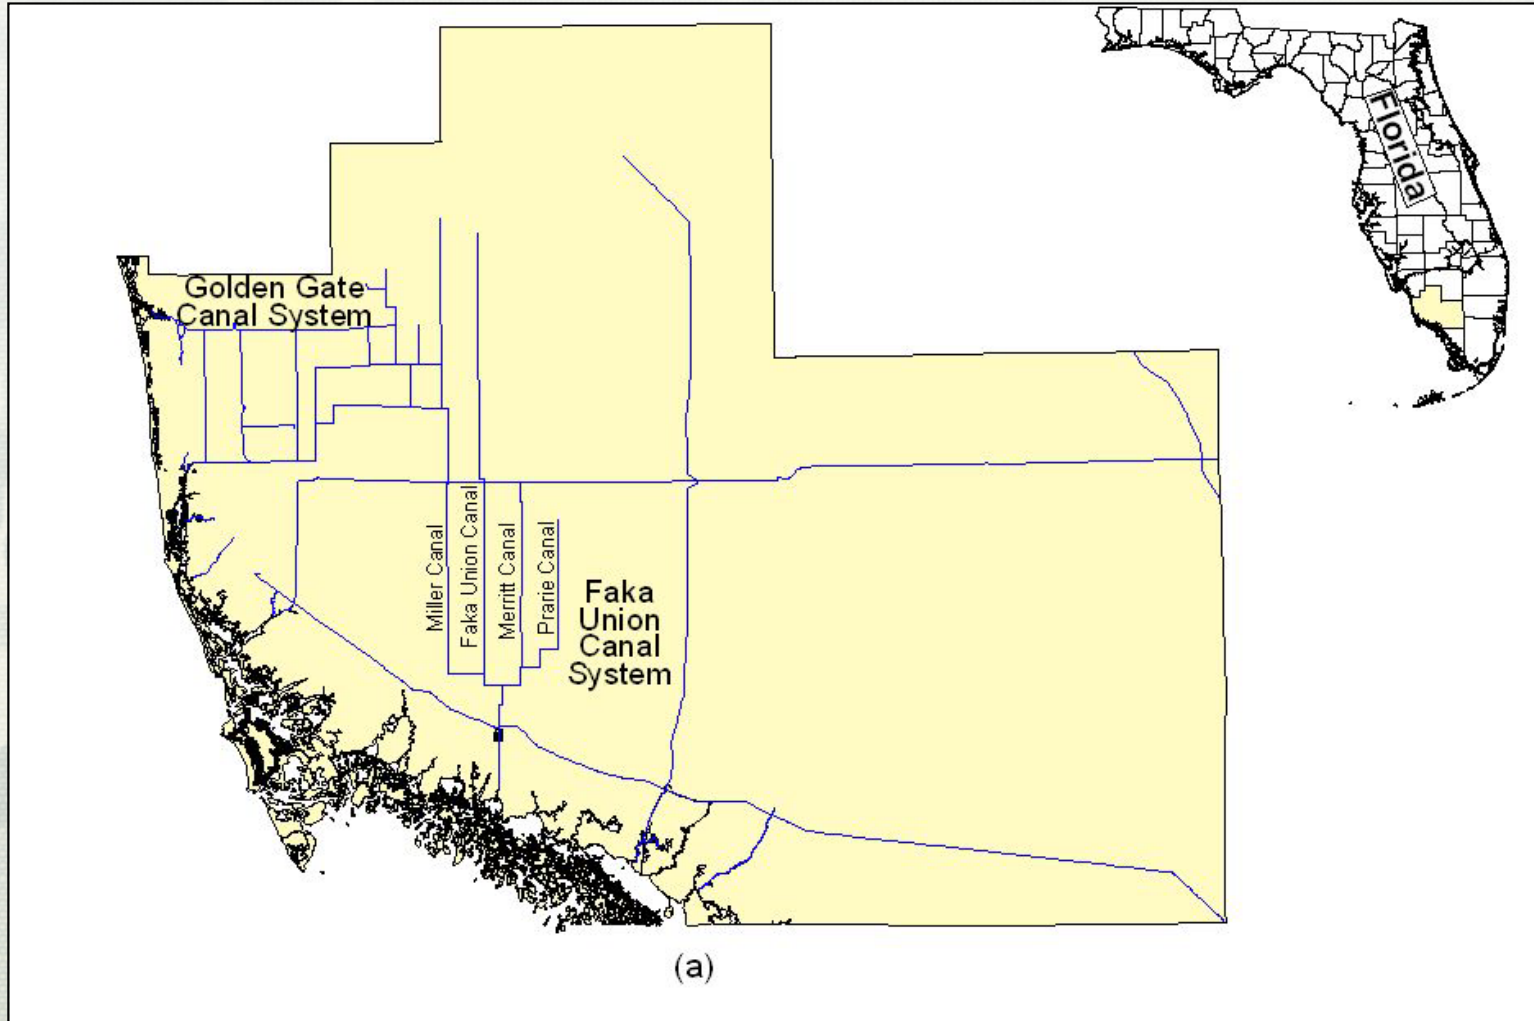 Florida
Golden Gate
Canal System
Miller Canal
Faka Union Canal
Merritt Canal
Prarie Canal
Faka
Union
Canal
System
(a)